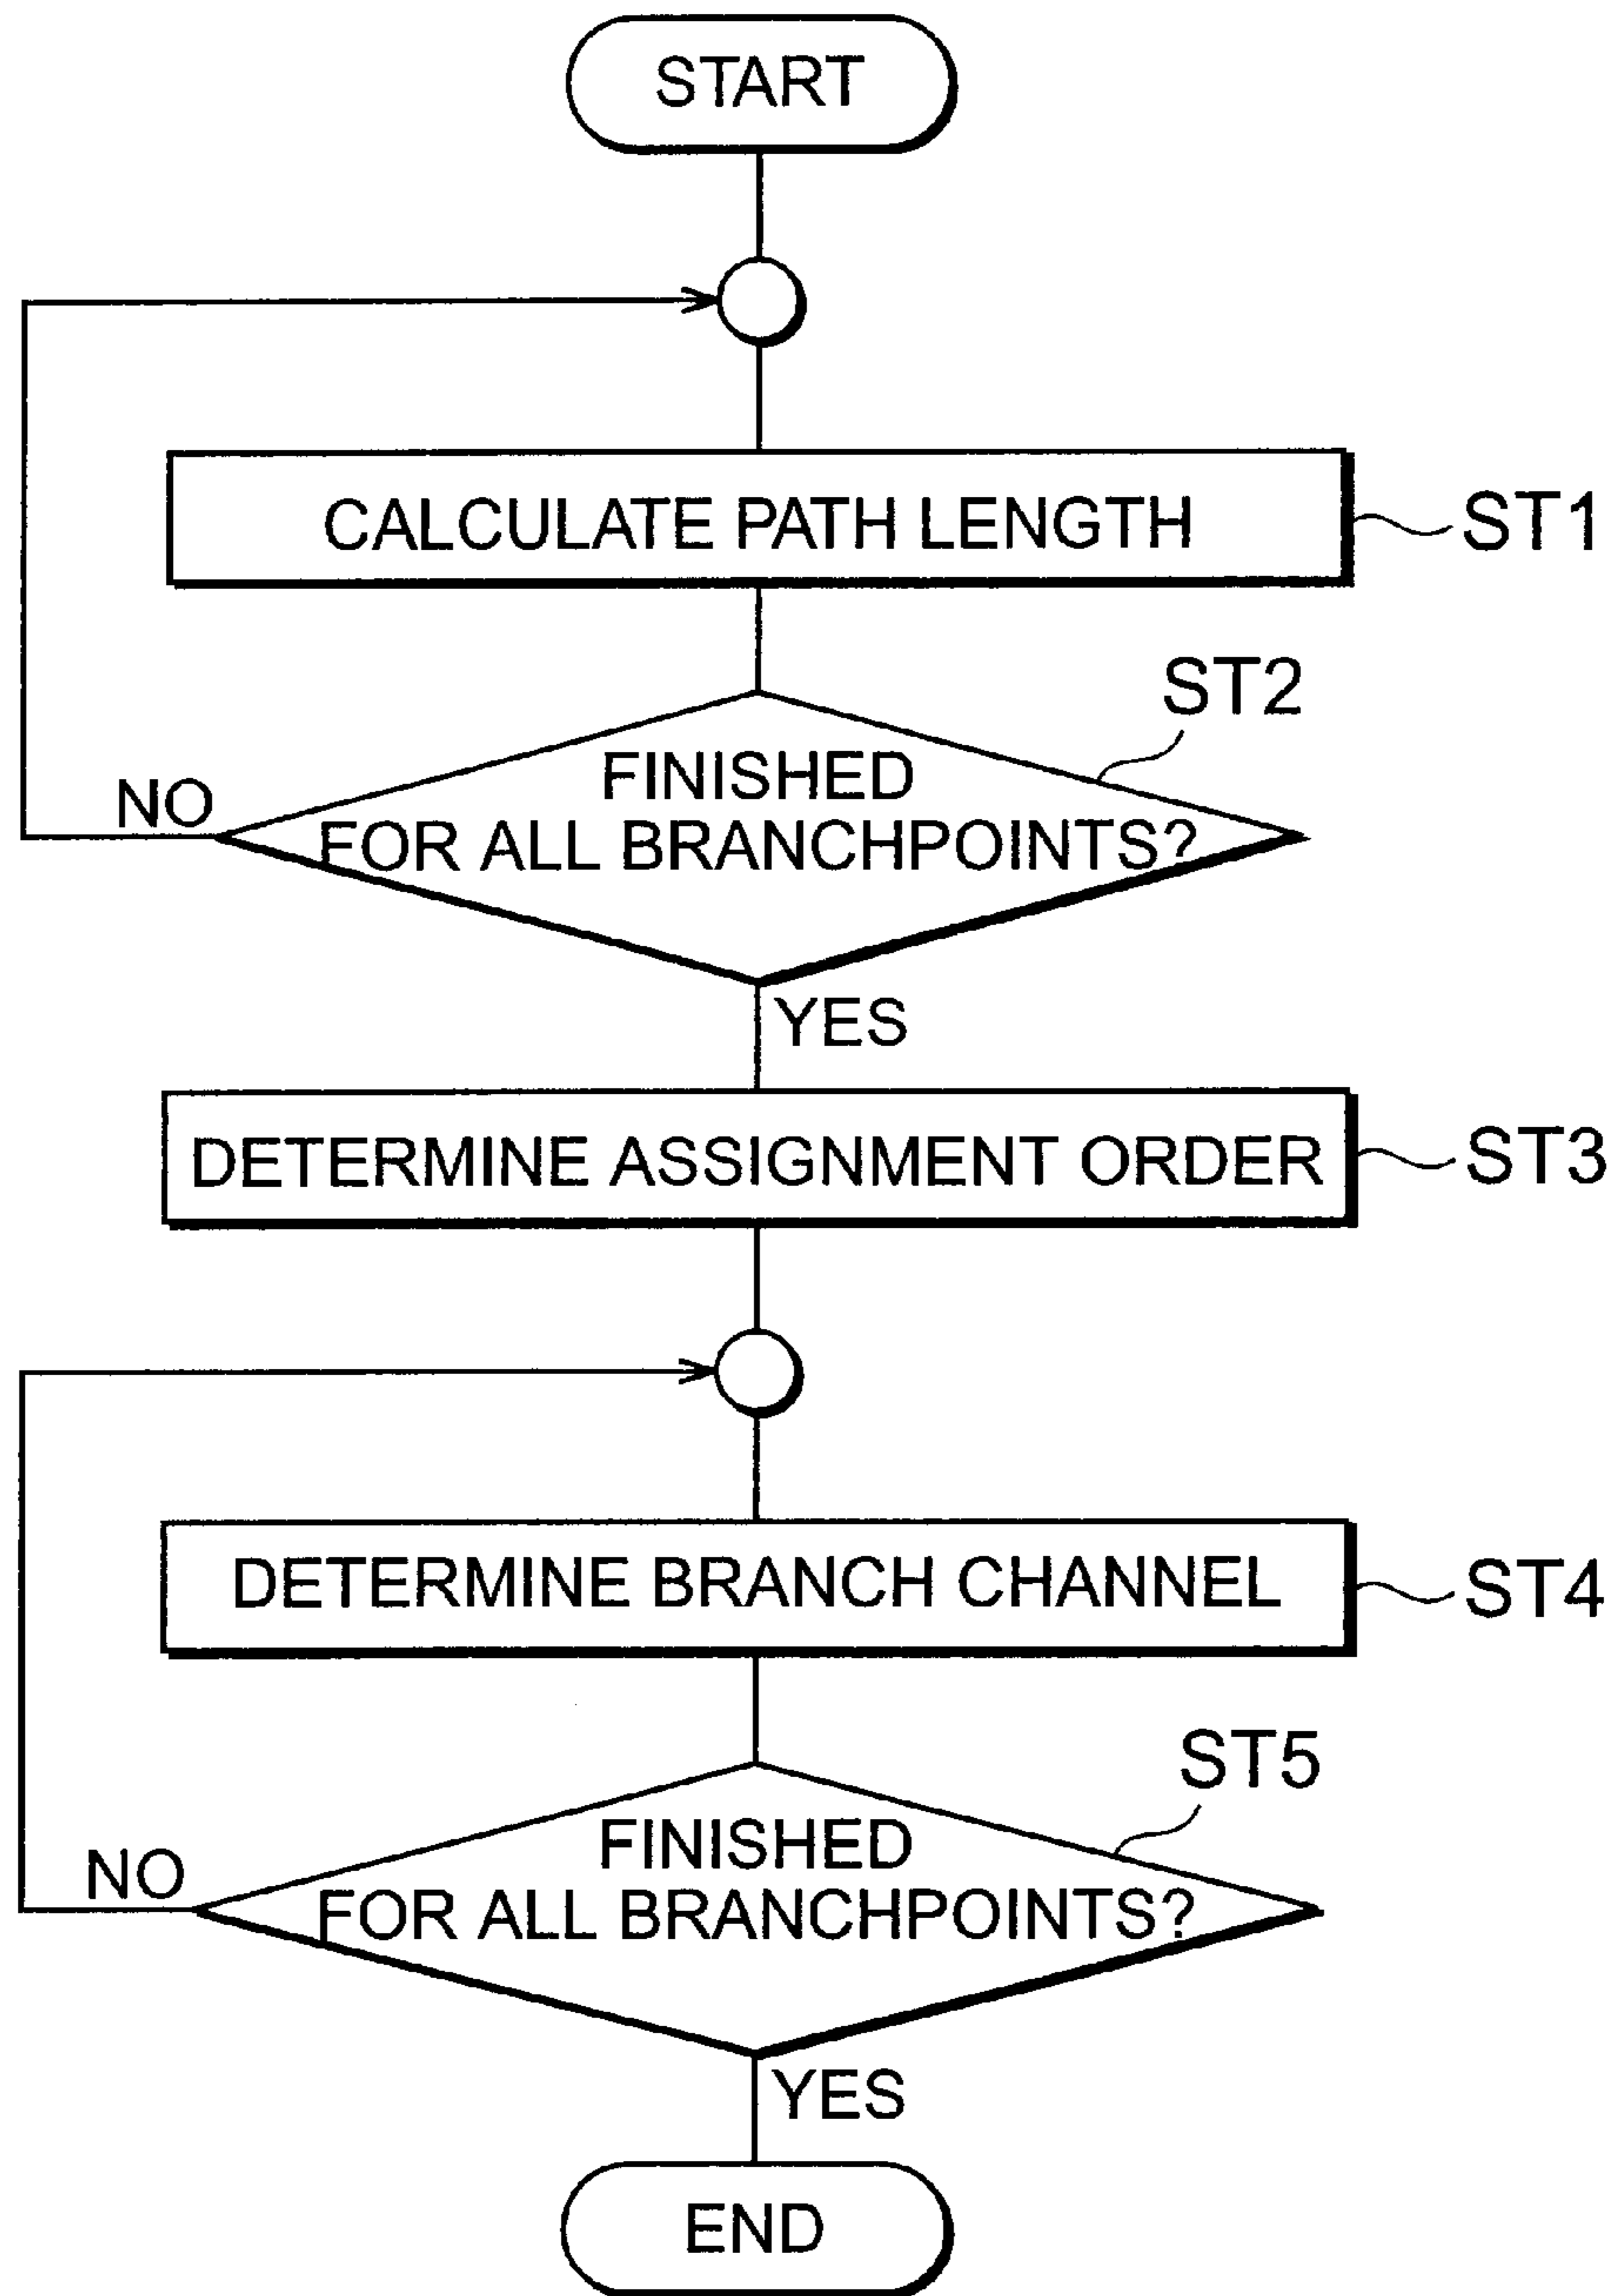 START
CALCULATE PATH LENGTH
ST1
ST2
FINISHED
FOR ALL BRANCHPOINTS?
NO
YES
DETERMINE ASSIGNMENT ORDER
ST3
DETERMINE BRANCH CHANNEL
ST4
ST5
FINISHED
FOR ALL BRANCHPOINTS?
NO
YES
END